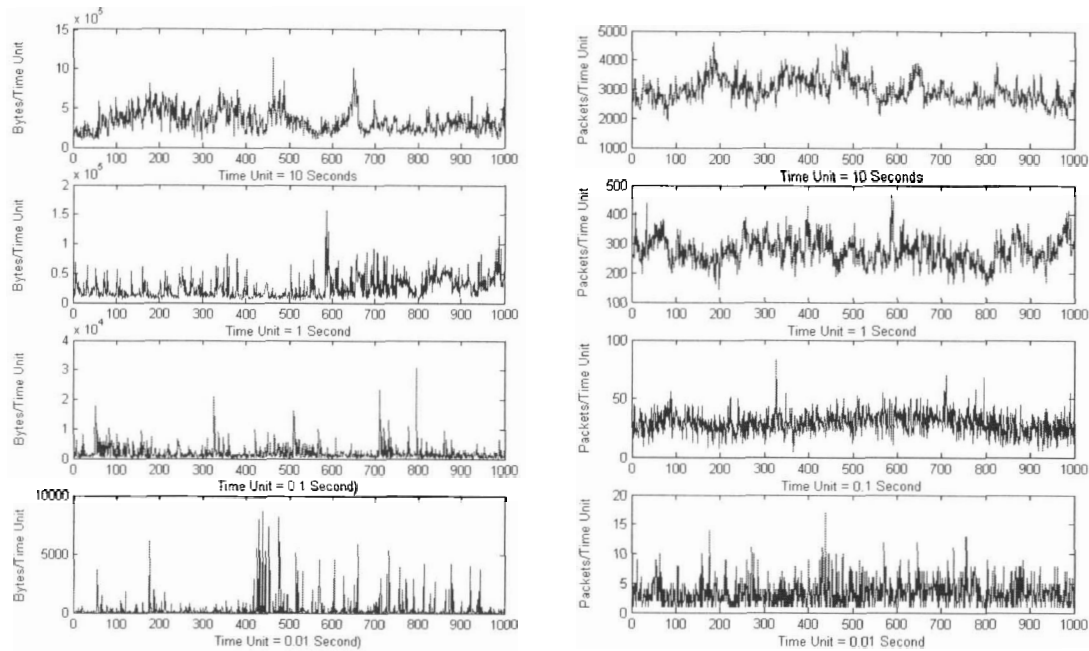 x 10^5
Bytes/Time Unit
15
10
5
0
0 100 200 300 400 500 600 700 800 900 1000
Time Unit = 10 Seconds
x 10^5
Bytes/Time Unit
2
1.5
1
0.5
0
0 100 200 300 400 500 600 700 800 900 1000
Time Unit = 1 Second
x 10^4
Bytes/Time Unit
4
3
2
1
0
0 100 200 300 400 500 600 700 800 900 1000
Time Unit = 0 1 Second)
Bytes/Time Unit
10000
5000
0
0 100 200 300 400 500 600 700 800 900 1000
Time Unit = 0.01 Second)
Packets/Time Unit
5000
4000
3000
2000
1000
0 100 200 300 400 500 600 700 800 900 1000
Time Unit = 10 Seconds
Packets/Time Unit
500
400
300
200
100
0 100 200 300 400 500 600 700 800 900 1000
Time Unit = 1 Second
Packets/Time Unit
100
50
0
0 100 200 300 400 500 600 700 800 900 1000
Time Unit = 0.1 Second
Packets/Time Unit
20
15
10
5
0
0 100 200 300 400 500 600 700 800 900 1000
Time Unit = 0.01 Second